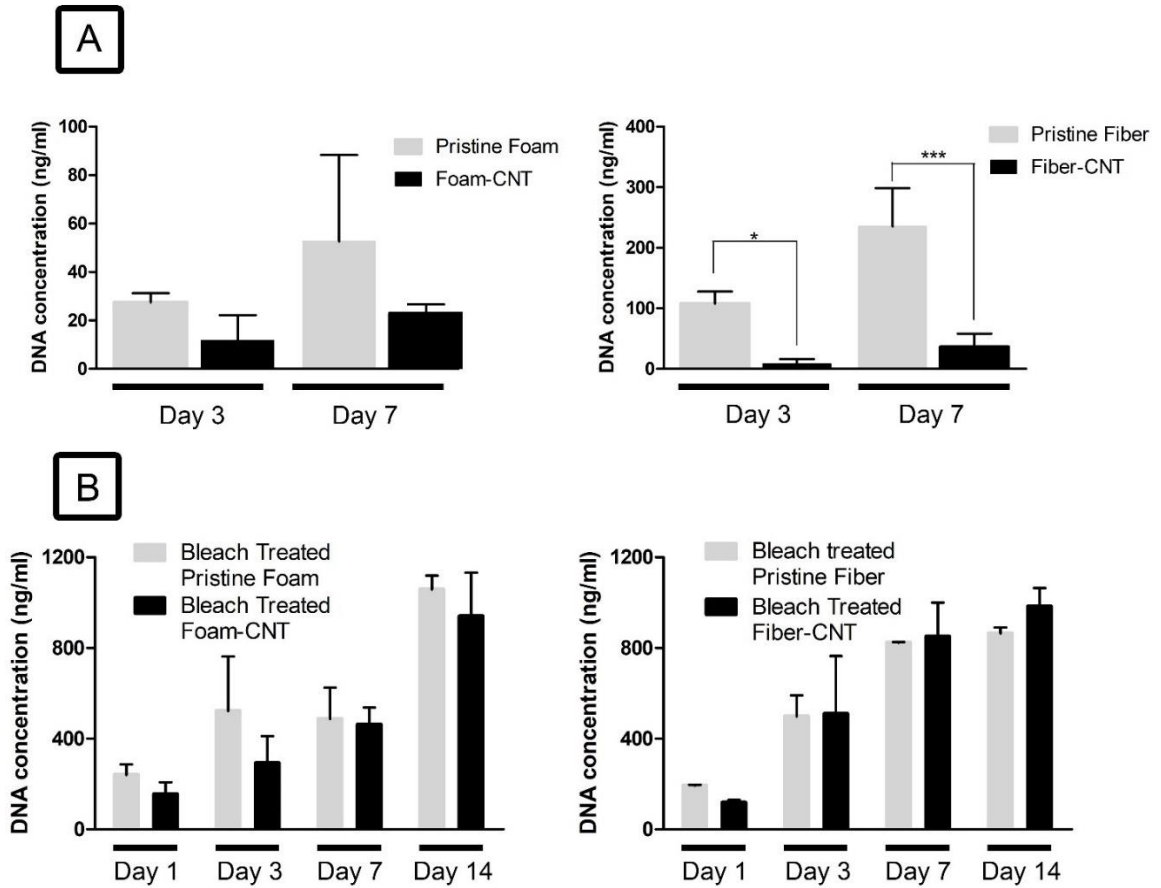 A
DNA concentration (ng/ml)
100
80
60
40
20
0
Pristine Foam
Foam-CNT
Day 3
Day 7
DNA concentration (ng/ml)
400
300
200
100
0
Pristine Fiber
Fiber-CNT
*
***
Day 3
Day 7
B
DNA concentration (ng/ml)
1200
800
400
0
Bleach Treated
Pristine Foam
Bleach Treated
Foam-CNT
Day 1
Day 3
Day 7
Day 14
DNA concentration (ng/ml)
1200
800
400
0
Bleach treated
Pristine Fiber
Bleach Treated
Fiber-CNT
Day 1
Day 3
Day 7
Day 14